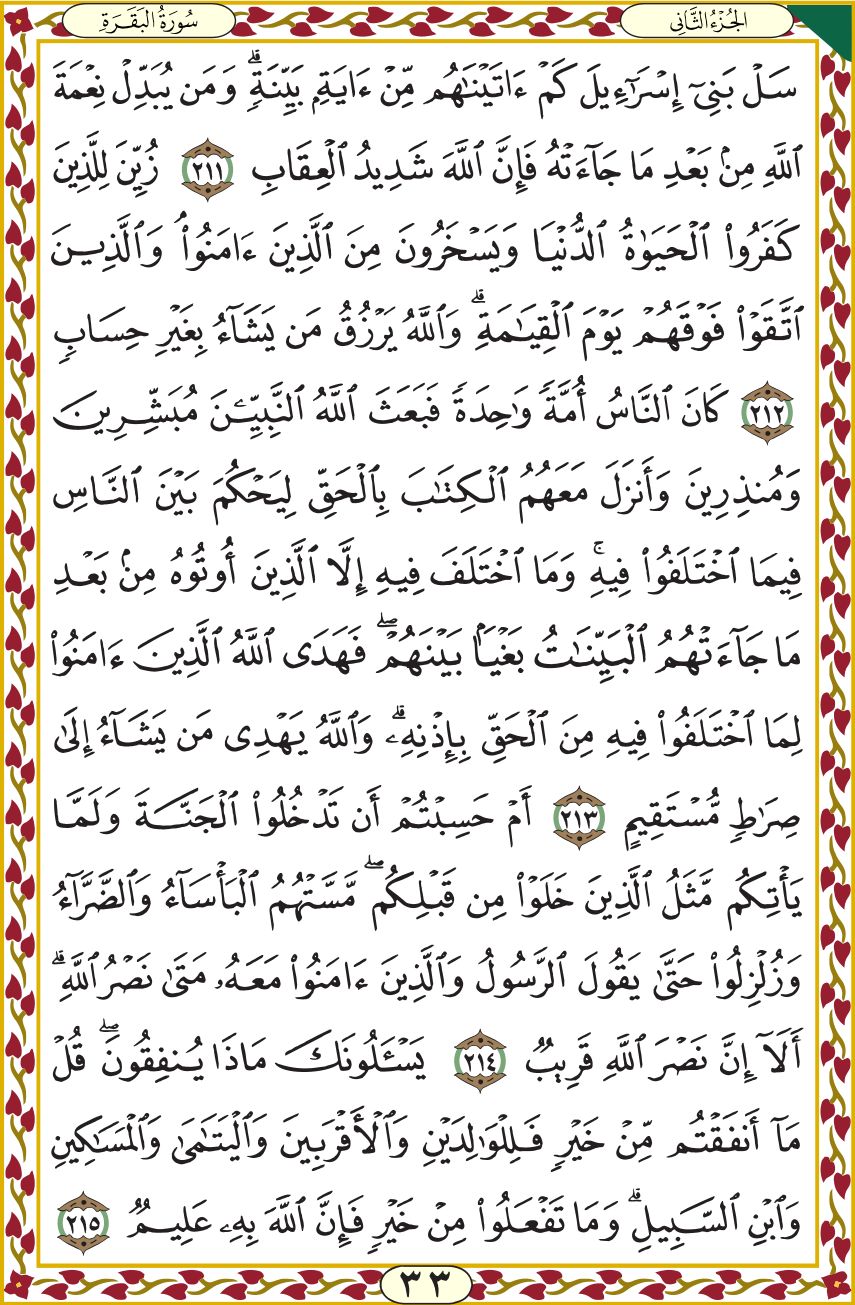 الجُزْءُ الثَّانِي
سُورَةُ البَقَرَةِ
سَلۡ بَنِيٓ إِسۡرَٰٓءِيلَ كَمۡ ءَاتَيۡنَٰهُم مِّنۡ ءَايَةِۭ بَيِّنَةٖۗ وَمَن يُبَدِّلۡ نِعۡمَةَ
ٱللَّهِ مِنۢ بَعۡدِ مَا جَآءَتۡهُ فَإِنَّ ٱللَّهَ شَدِيدُ ٱلۡعِقَابِ ٢١١ زُيِّنَ لِلَّذِينَ
كَفَرُواْ ٱلۡحَيَوٰةُ ٱلدُّنۡيَا وَيَسۡخَرُونَ مِنَ ٱلَّذِينَ ءَامَنُواْۘ وَٱلَّذِينَ
ٱتَّقَوۡاْ فَوۡقَهُمۡ يَوۡمَ ٱلۡقِيَٰمَةِۗ وَٱللَّهُ يَرۡزُقُ مَن يَشَآءُ بِغَيۡرِ حِسَابٖ
٢١٢ كَانَ ٱلنَّاسُ أُمَّةٗ وَٰحِدَةٗ فَبَعَثَ ٱللَّهُ ٱلنَّبِيِّـۧنَ مُبَشِّرِينَ
وَمُنذِرِينَ وَأَنزَلَ مَعَهُمُ ٱلۡكِتَٰبَ بِٱلۡحَقِّ لِيَحۡكُمَ بَيۡنَ ٱلنَّاسِ
فِيمَا ٱخۡتَلَفُواْ فِيهِۚ وَمَا ٱخۡتَلَفَ فِيهِ إِلَّا ٱلَّذِينَ أُوتُوهُ مِنۢ بَعۡدِ
مَا جَآءَتۡهُمُ ٱلۡبَيِّنَٰتُ بَغۡيَۢا بَيۡنَهُمۡۖ فَهَدَى ٱللَّهُ ٱلَّذِينَ ءَامَنُواْ
لِمَا ٱخۡتَلَفُواْ فِيهِ مِنَ ٱلۡحَقِّ بِإِذۡنِهِۦۗ وَٱللَّهُ يَهۡدِي مَن يَشَآءُ إِلَىٰ
صِرَٰطٖ مُّسۡتَقِيمٍ ٢١٣ أَمۡ حَسِبۡتُمۡ أَن تَدۡخُلُواْ ٱلۡجَنَّةَ وَلَمَّا
يَأۡتِكُم مَّثَلُ ٱلَّذِينَ خَلَوۡاْ مِن قَبۡلِكُمۖ مَّسَّتۡهُمُ ٱلۡبَأۡسَآءُ وَٱلضَّرَّآءُ
وَزُلۡزِلُواْ حَتَّىٰ يَقُولَ ٱلرَّسُولُ وَٱلَّذِينَ ءَامَنُواْ مَعَهُۥ مَتَىٰ نَصۡرُ ٱللَّهِۗ
أَلَآ إِنَّ نَصۡرَ ٱللَّهِ قَرِيبٞ ٢١٤ يَسۡـَٔلُونَكَ مَاذَا يُنفِقُونَۖ قُلۡ
مَآ أَنفَقۡتُم مِّنۡ خَيۡرٖ فَلِلۡوَٰلِدَيۡنِ وَٱلۡأَقۡرَبِينَ وَٱلۡيَتَٰمَىٰ وَٱلۡمَسَٰكِينِ
وَٱبۡنِ ٱلسَّبِيلِۗ وَمَا تَفۡعَلُواْ مِنۡ خَيۡرٖ فَإِنَّ ٱللَّهَ بِهِۦ عَلِيمٞ ٢١٥
٣٣